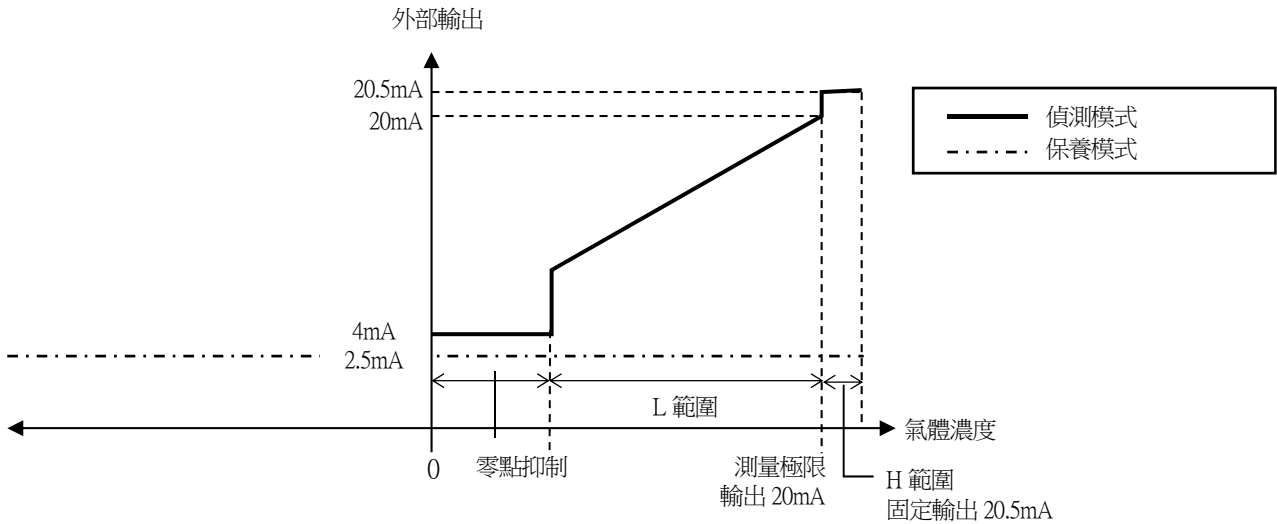 外部輸出
20.5mA
20mA
偵測模式
保養模式
4mA
2.5mA
L 範圍
氣體濃度
0
零點抑制
測量極限
輸出 20mA
H 範圍
固定輸出 20.5mA